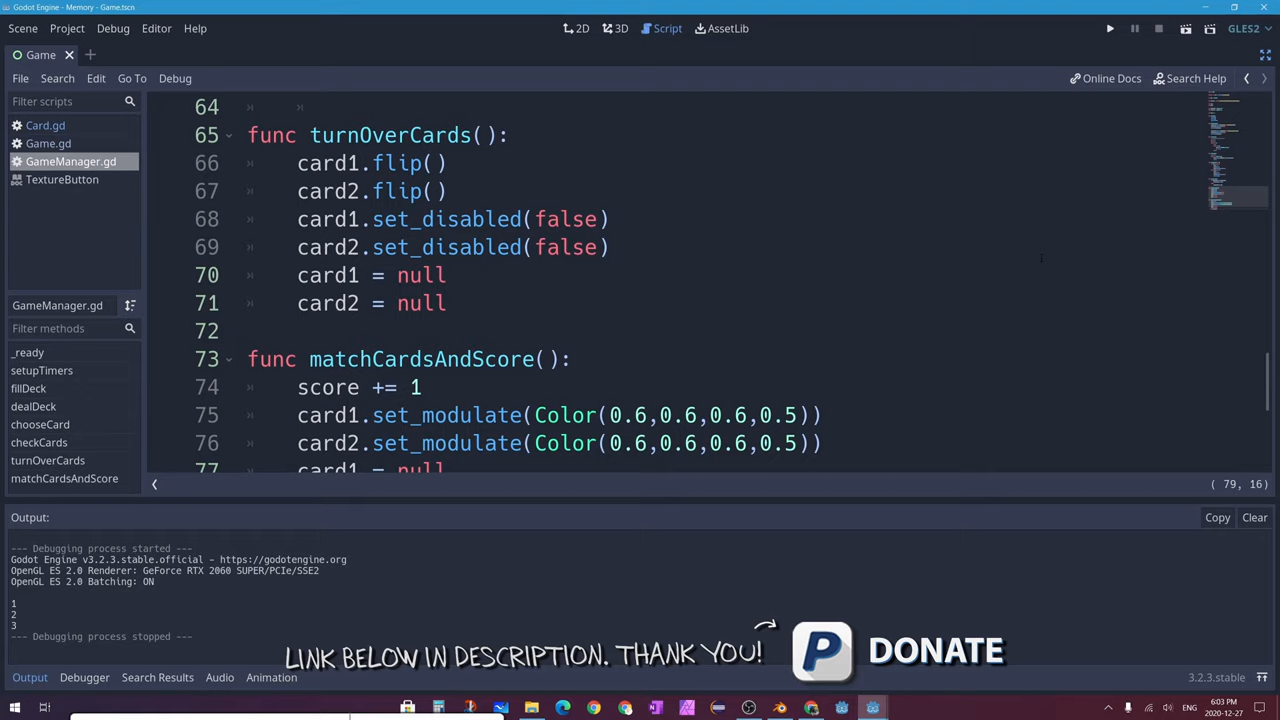 Godot Engine - Memory - Game.tscn
Scene Project Debug Editor Help
2D 3D Script AssetLib
GLES2
Game
File Search Edit Go To Debug
Online Docs Search Help
Filter scripts
Card.gd
Game.gd
GameManager.gd
TextureButton
GameManager.gd
Filter methods
_ready
setupTimers
fillDeck
dealDeck
chooseCard
checkCards
turnOverCards
matchCardsAndScore
64
65 func turnOverCards():
66 card1.flip()
67 card2.flip()
68 card1.set_disabled(false)
69 card2.set_disabled(false)
70 card1 = null
71 card2 = null
72
73 func matchCardsAndScore():
74 score += 1
75 card1.set_modulate(Color(0.6,0.6,0.6,0.5))
76 card2.set_modulate(Color(0.6,0.6,0.6,0.5))
77 card1 = null
( 79, 16)
Output:
Copy Clear
--- Debugging process started ---
Godot Engine v3.2.3.stable.official - https://godotengine.org
OpenGL ES 2.0 Renderer: GeForce RTX 2060 SUPER/PCIe/SSE2
OpenGL ES 2.0 Batching: ON
1
2
3
--- Debugging process stopped ---
LINK BELOW IN DESCRIPTION. THANK YOU!
DONATE
Output Debugger Search Results Audio Animation
3.2.3.stable
ENG
6:03 PM
2020-12-27